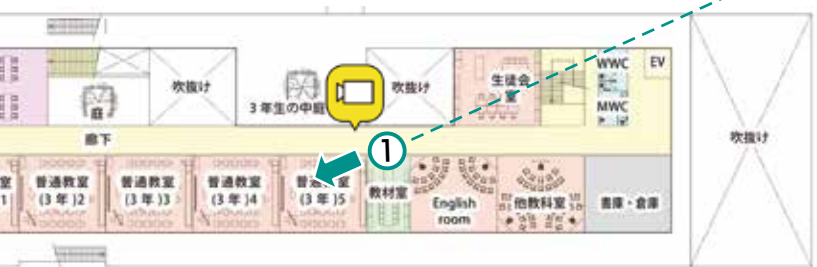 吹抜け
庭
3年生の中庭
吹抜け
生徒会
室
WWC
EV
MWC
吹抜け
廊下
①
室
1
普通教室
(3年)2
普通教室
(3年)3
普通教室
(3年)4
普通教室
(3年)5
教材室
English
room
他教科室
書庫・倉庫